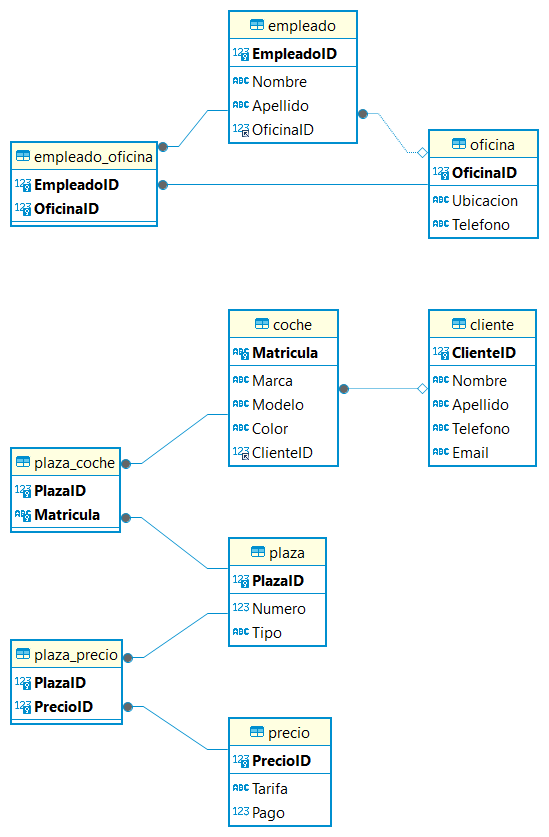 empleado
123 EmpleadoID
ABC Nombre
ABC Apellido
123 OficinaID
empleado_oficina
123 EmpleadoID
123 OficinaID
oficina
123 OficinaID
ABC Ubicacion
ABC Telefono
coche
ABC Matricula
ABC Marca
ABC Modelo
ABC Color
123 ClienteID
cliente
123 ClienteID
ABC Nombre
ABC Apellido
ABC Telefono
ABC Email
plaza_coche
123 PlazaID
ABC Matricula
plaza
123 PlazaID
123 Numero
ABC Tipo
plaza_precio
123 PlazaID
123 PrecioID
precio
123 PrecioID
ABC Tarifa
123 Pago